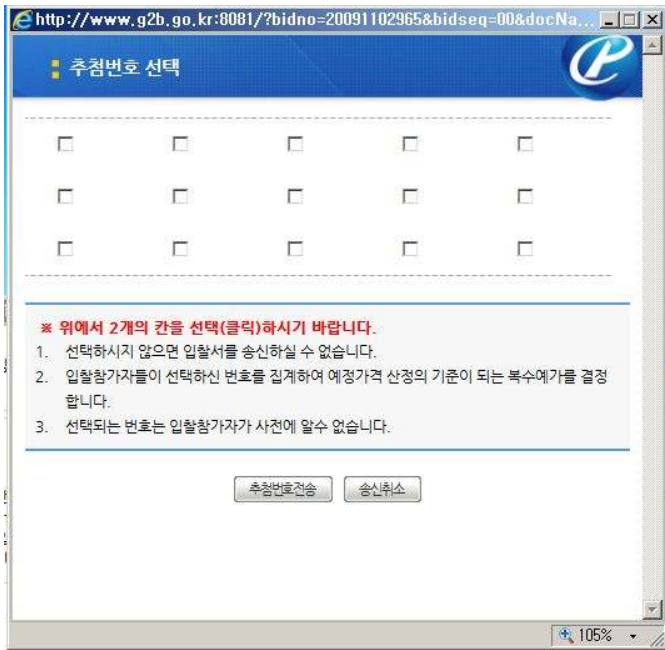 http://www.g2b.go.kr:8081/?bidno=20091102965&bidseq=00&docNa...
추첨번호 선택
※ 위에서 2개의 칸을 선택(클릭)하시기 바랍니다.
1. 선택하시지 않으면 입찰서를 송신하실 수 없습니다.
2. 입찰참가자들이 선택하신 번호를 집계하여 예정가격 산정의 기준이 되는 복수예가를 결정
합니다.
3. 선택되는 번호는 입찰참가자가 사전에 알수 없습니다.
추첨번호전송 송신취소
105%